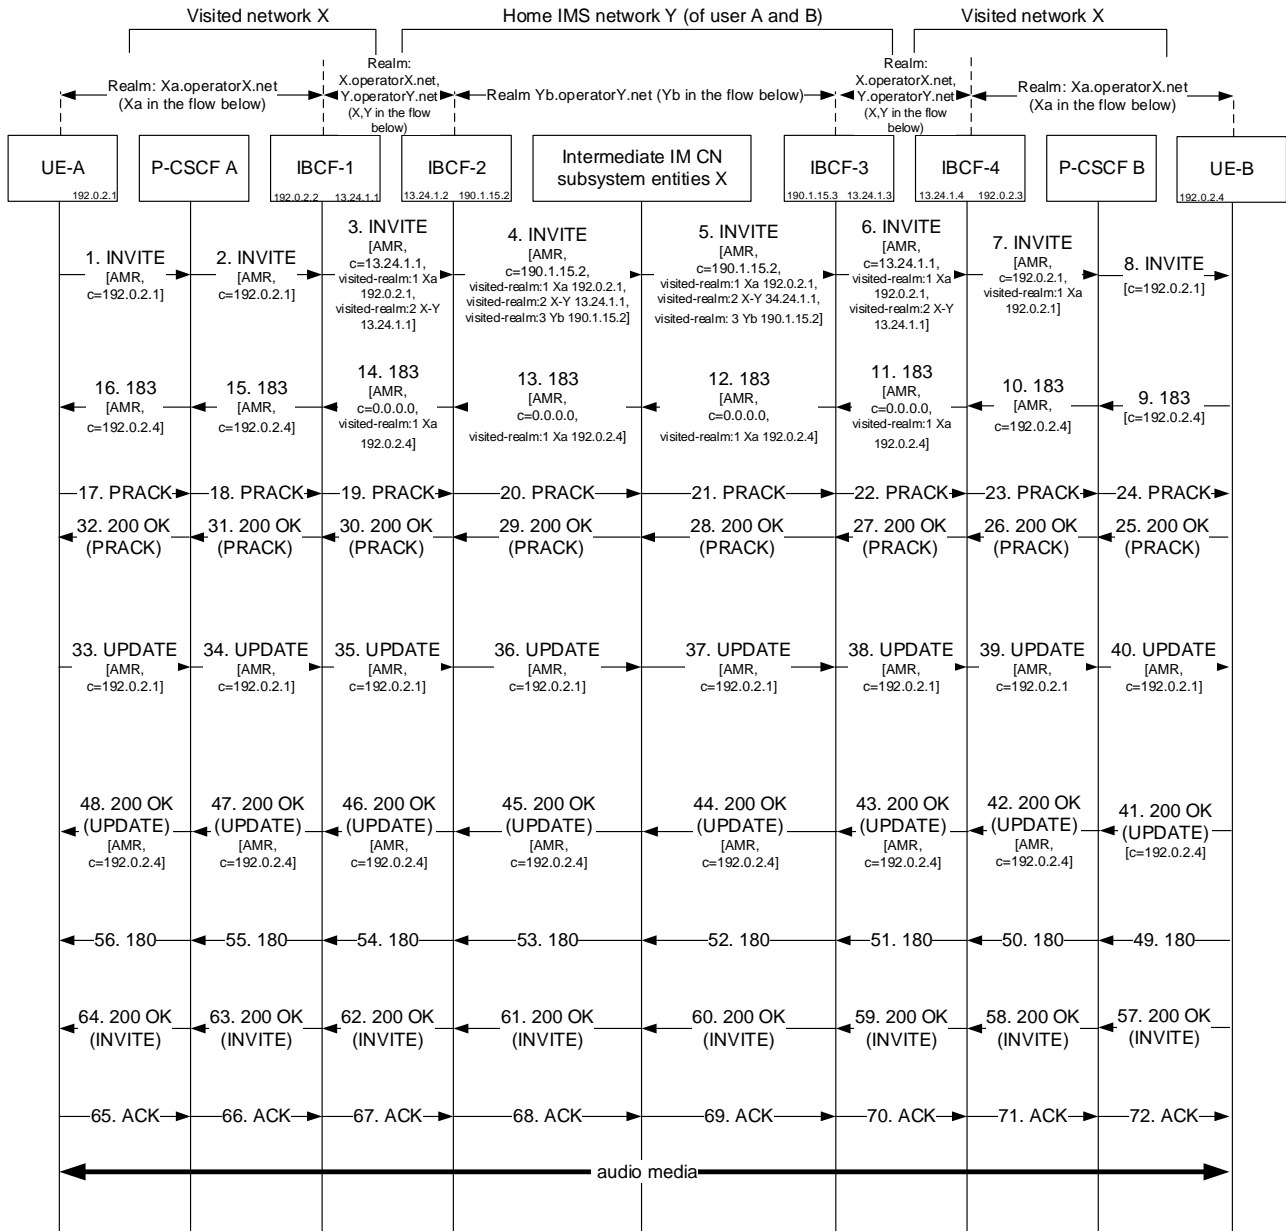 Visited network X
Home IMS network Y (of user A and B)
Visited network X
Realm: Xa.operatorX.net
(Xa in the flow below)
Realm:
X.operatorX.net,
Y.operatorY.net
(X,Y in the flow
below)
Realm Yb.operatorY.net (Yb in the flow below)
Realm:
X.operatorX.net,
Y.operatorY.net
(X,Y in the flow
below)
Realm: Xa.operatorX.net
(Xa in the flow below)
UE-A
192.0.2.1
P-CSCF A
IBCF-1
192.0.2.2 13.24.1.1
IBCF-2
13.24.1.2 190.1.15.2
Intermediate IM CN
subsystem entities X
IBCF-3
190.1.15.3 13.24.1.3
IBCF-4
13.24.1.4 192.0.2.3
P-CSCF B
UE-B
192.0.2.4
1. INVITE
[AMR,
c=192.0.2.1]
2. INVITE
[AMR,
c=192.0.2.1]
3. INVITE
[AMR,
c=13.24.1.1,
visited-realm:1 Xa
192.0.2.1,
visited-realm:2 X-Y
13.24.1.1]
4. INVITE
[AMR,
c=190.1.15.2,
visited-realm:1 Xa 192.0.2.1,
visited-realm:2 X-Y 13.24.1.1,
visited-realm:3 Yb 190.1.15.2]
5. INVITE
[AMR,
c=190.1.15.2,
visited-realm:1 Xa 192.0.2.1,
visited-realm:2 X-Y 34.24.1.1,
visited-realm: 3 Yb 190.1.15.2]
6. INVITE
[AMR,
c=13.24.1.1,
visited-realm:1 Xa
192.0.2.1,
visited-realm:2 X-Y
13.24.1.1]
7. INVITE
[AMR,
c=192.0.2.1,
visited-realm:1 Xa
192.0.2.1]
8. INVITE
[c=192.0.2.1]
16. 183
[AMR,
c=192.0.2.4]
15. 183
[AMR,
c=192.0.2.4]
14. 183
[AMR,
c=0.0.0.0,
visited-realm:1 Xa
192.0.2.4]
13. 183
[AMR,
c=0.0.0.0,
visited-realm:1 Xa 192.0.2.4]
12. 183
[AMR,
c=0.0.0.0,
visited-realm:1 Xa 192.0.2.4]
11. 183
[AMR,
c=0.0.0.0,
visited-realm:1 Xa
192.0.2.4]
10. 183
[AMR,
c=192.0.2.4]
9. 183
[c=192.0.2.4]
17. PRACK
18. PRACK
19. PRACK
20. PRACK
21. PRACK
22. PRACK
23. PRACK
24. PRACK
32. 200 OK
(PRACK)
31. 200 OK
(PRACK)
30. 200 OK
(PRACK)
29. 200 OK
(PRACK)
28. 200 OK
(PRACK)
27. 200 OK
(PRACK)
26. 200 OK
(PRACK)
25. 200 OK
(PRACK)
33. UPDATE
[AMR,
c=192.0.2.1]
34. UPDATE
[AMR,
c=192.0.2.1]
35. UPDATE
[AMR,
c=192.0.2.1]
36. UPDATE
[AMR,
c=192.0.2.1]
37. UPDATE
[AMR,
c=192.0.2.1]
38. UPDATE
[AMR,
c=192.0.2.1]
39. UPDATE
[AMR,
c=192.0.2.1
40. UPDATE
[AMR,
c=192.0.2.1]
48. 200 OK
(UPDATE)
[AMR,
c=192.0.2.4]
47. 200 OK
(UPDATE)
[AMR,
c=192.0.2.4]
46. 200 OK
(UPDATE)
[AMR,
c=192.0.2.4]
45. 200 OK
(UPDATE)
[AMR,
c=192.0.2.4]
44. 200 OK
(UPDATE)
[AMR,
c=192.0.2.4]
43. 200 OK
(UPDATE)
[AMR,
c=192.0.2.4]
42. 200 OK
(UPDATE)
[AMR,
c=192.0.2.4]
41. 200 OK
(UPDATE)
[c=192.0.2.4]
56. 180
55. 180
54. 180
53. 180
52. 180
51. 180
50. 180
49. 180
64. 200 OK
(INVITE)
63. 200 OK
(INVITE)
62. 200 OK
(INVITE)
61. 200 OK
(INVITE)
60. 200 OK
(INVITE)
59. 200 OK
(INVITE)
58. 200 OK
(INVITE)
57. 200 OK
(INVITE)
65. ACK
66. ACK
67. ACK
68. ACK
69. ACK
70. ACK
71. ACK
72. ACK
audio media